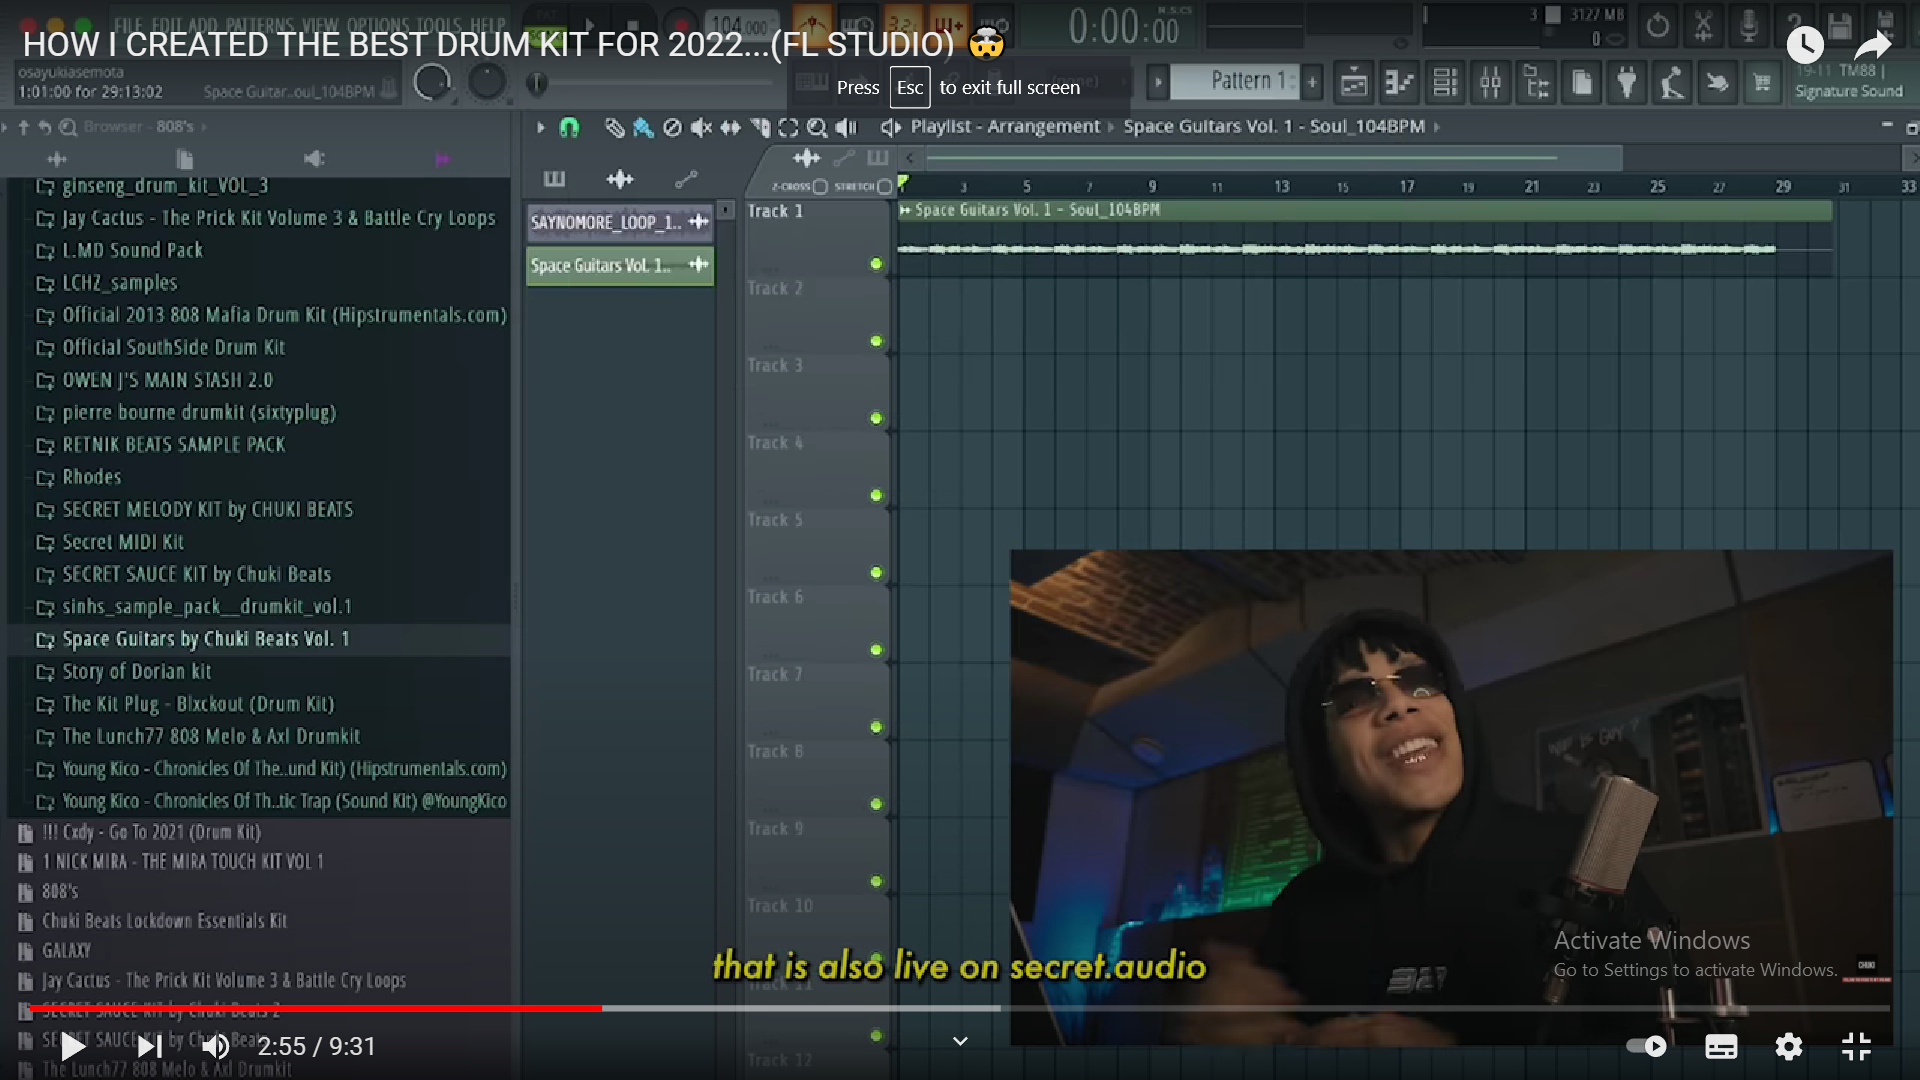 FILE EDIT ADD PATTERNS VIEW OPTIONS TOOLS HELP
HOW I CREATED THE BEST DRUM KIT FOR 2022...(FL STUDIO) 🤯
104.000
0:00:00
3
3127 MB
0
osayukiasemota
1:01:00 for 29:13:02
Space Guitar..oul_104BPM
Press Esc to exit full screen
(none)
Pattern 1
19-11 TM88 |
Signature Sound
Browser - 808's
Playlist - Arrangement
Space Guitars Vol. 1 - Soul_104BPM
Z-CROSS
STRETCH
1 3 5 7 9 11 13 15 17 19 21 23 25 27 29 31 33
ginseng_drum_kit_VOL_3
Jay Cactus - The Prick Kit Volume 3 & Battle Cry Loops
L.MD Sound Pack
LCHZ_samples
Official 2013 808 Mafia Drum Kit (Hipstrumentals.com)
Official SouthSide Drum Kit
OWEN J'S MAIN STASH 2.0
pierre bourne drumkit (sixtyplug)
RETNIK BEATS SAMPLE PACK
Rhodes
SECRET MELODY KIT by CHUKI BEATS
Secret MIDI Kit
SECRET SAUCE KIT by Chuki Beats
sinhs_sample_pack__drumkit_vol.1
Space Guitars by Chuki Beats Vol. 1
Story of Dorian kit
The Kit Plug - Blxckout (Drum Kit)
The Lunch77 808 Melo & Axl Drumkit
Young Kico - Chronicles Of The..und Kit) (Hipstrumentals.com)
Young Kico - Chronicles Of Th..tic Trap (Sound Kit) @YoungKico
!!! Cxdy - Go To 2021 (Drum Kit)
1 NICK MIRA - THE MIRA TOUCH KIT VOL 1
808's
Chuki Beats Lockdown Essentials Kit
GALAXY
Jay Cactus - The Prick Kit Volume 3 & Battle Cry Loops
SECRET SAUCE KIT by Chuki Beats 2
SECRET SAUCE KIT by Chuki Beats
The Lunch77 808 Melo & Axl Drumkit
SAYNOMORE_LOOP_1..
Space Guitars Vol. 1..
Track 1
Space Guitars Vol. 1 - Soul_104BPM
Track 2
Track 3
Track 4
Track 5
Track 6
Track 7
Track 8
Track 9
Track 10
Track 11
Track 12
that is also live on secret.audio
Activate Windows
Go to Settings to activate Windows.
CHUKI
2:55 / 9:31